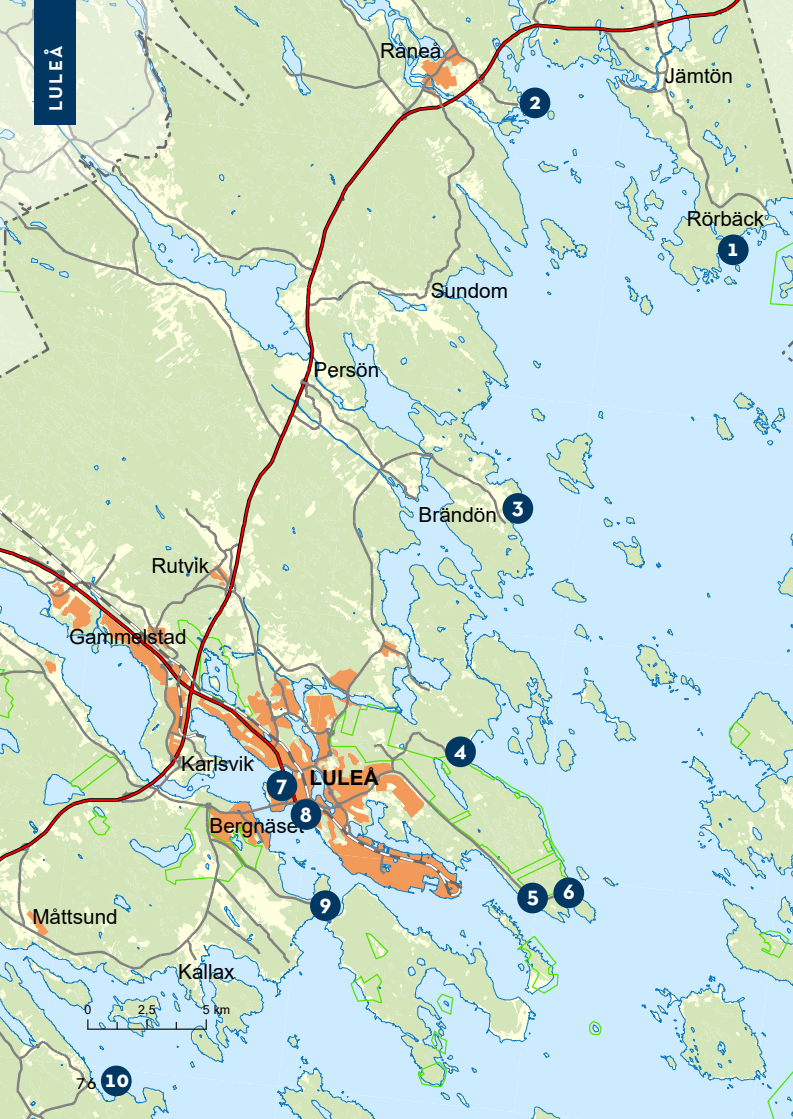 LULEÅ
Råneå
Jämtön
2
Rörbäck
1
Sundom
Persön
3
Brändön
Rutvik
Gammelstad
4
Karlsvik
LULEÅ
7
8
Bergnäset
5
6
9
Måttsund
Kallax
0 2,5 5 km
76 10